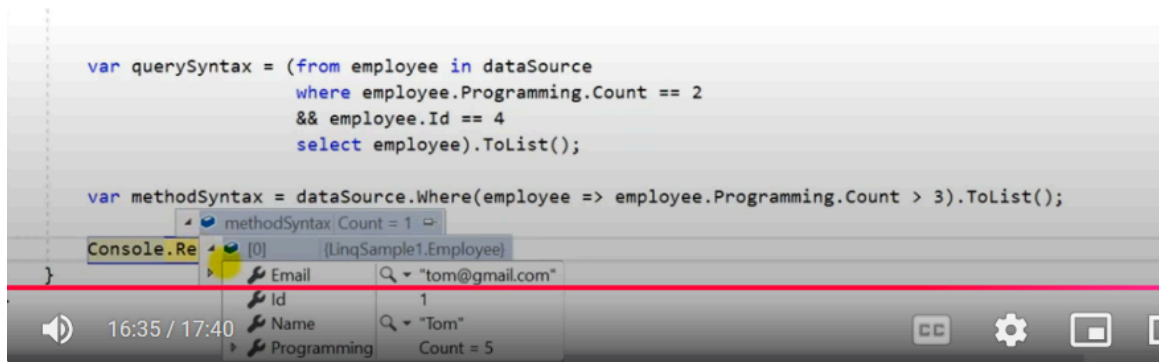 var querySyntax = (from employee in dataSource
where employee.Programming.Count == 2
&& employee.Id == 4
select employee).ToList();
var methodSyntax = dataSource.Where(employee => employee.Programming.Count > 3).ToList();
methodSyntax Count = 1
Console.Re [0] {LinqSample1.Employee}
} Email "tom@gmail.com"
Id 1
16:35 / 17:40 Name "Tom" CC
Programming Count = 5